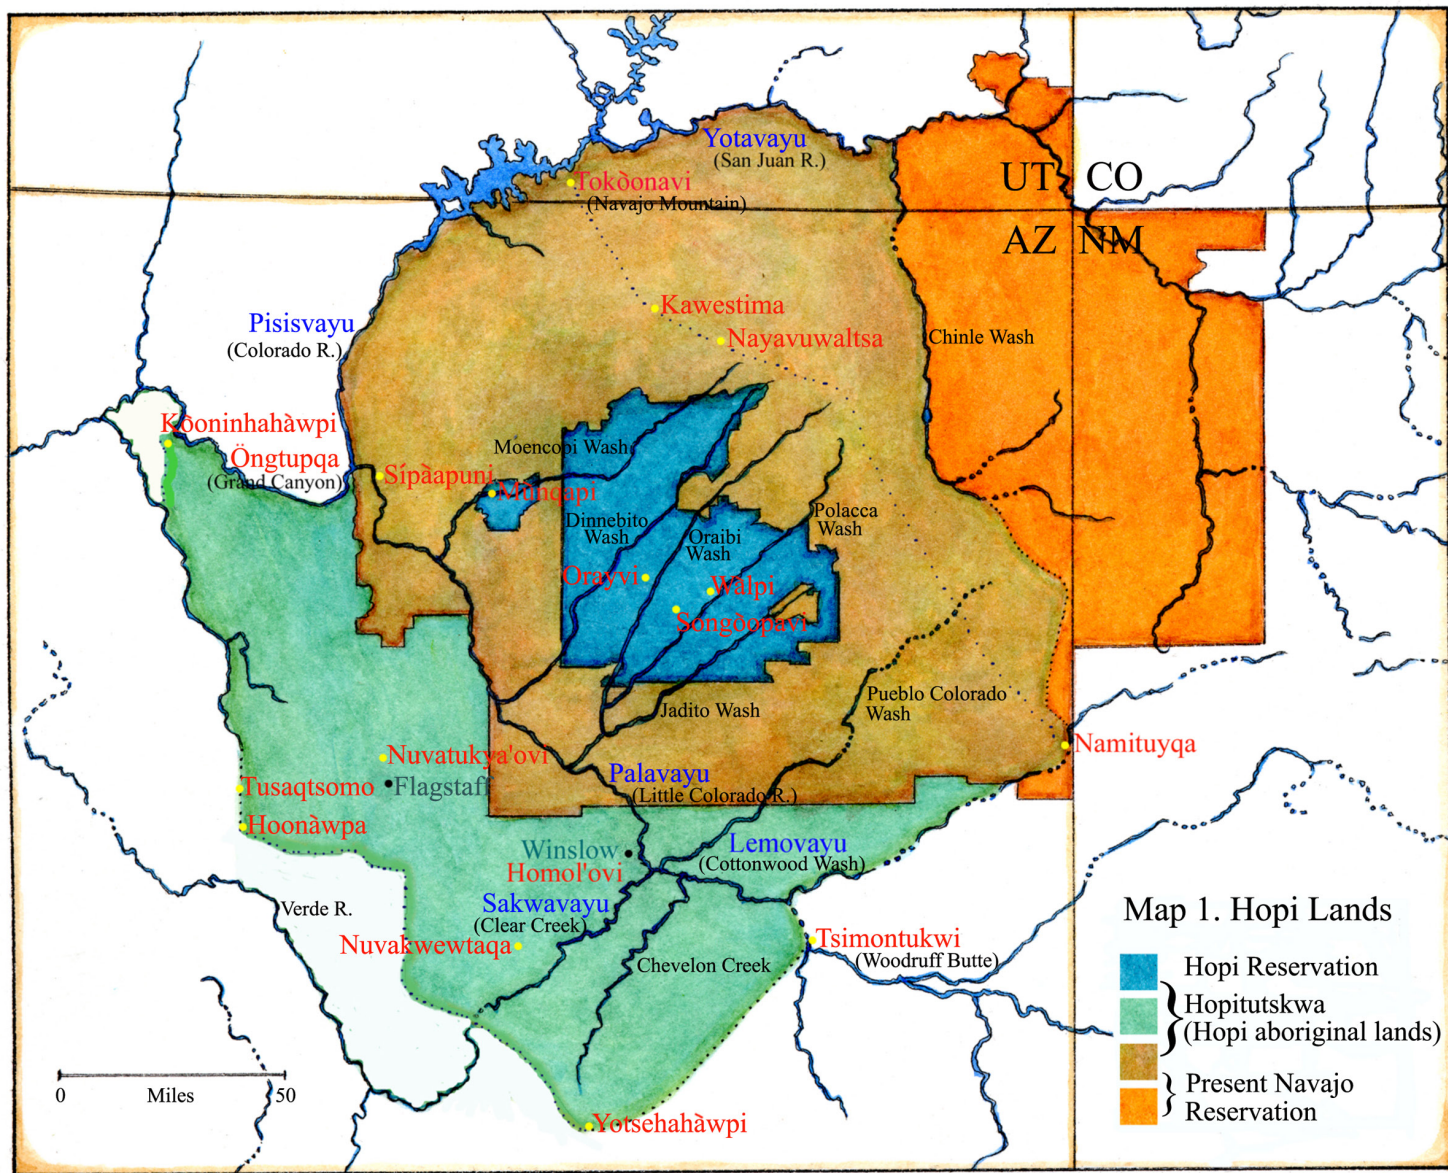 Yotavayu
(San Juan R.)
UT CO
Tokòonavi
(Navajo Mountain)
AZ NM
Kawestima
Pisisvayu
(Colorado R.)
Nayavuwaltsa
Chinle Wash
Kòoninhahàwpi
Öngtupqa
(Grand Canyon)
Moencopi Wash
Sípàapuni
Mùnqapi
Dinnebito
Wash
Oraibi
Wash
Polacca
Wash
Orayvi
Wàlpi
Songòopavi
Jadito Wash
Pueblo Colorado
Wash
Namituyqa
Nuvatukya'ovi
Flagstaff
Tusaqtsomo
Hoonàwpa
Palavayu
(Little Colorado R.)
Winslow
Homol'ovi
Lemovayu
(Cottonwood Wash)
Sakwavayu
(Clear Creek)
Verde R.
Nuvakwewtaqa
Chevelon Creek
Tsimontukwi
(Woodruff Butte)
Yotsehahàwpi
Map 1. Hopi Lands
Hopi Reservation
Hopitutskwa
(Hopi aboriginal lands)
Present Navajo
Reservation
0 Miles 50